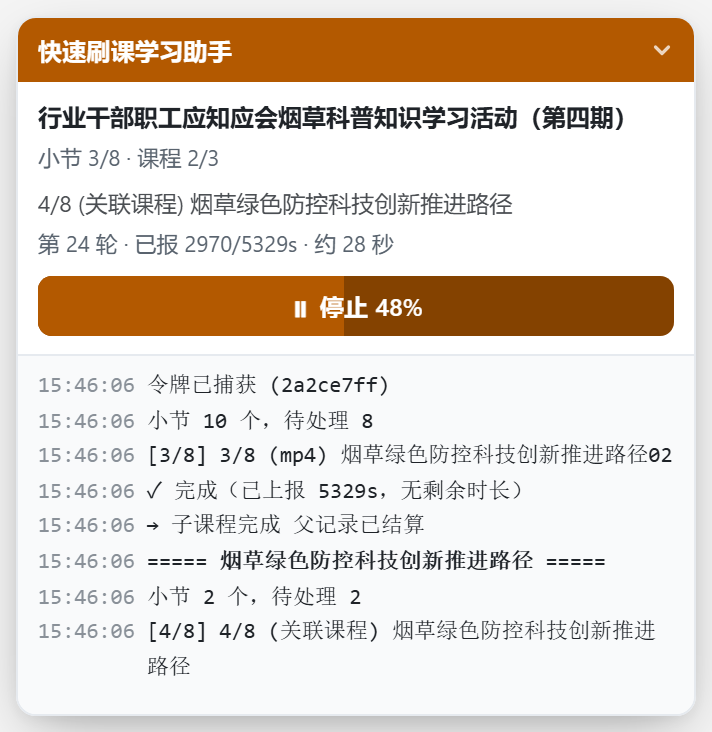 快速刷课学习助手
行业干部职工应知应会烟草科普知识学习活动（第四期）
小节 3/8 · 课程 2/3
4/8 (关联课程) 烟草绿色防控科技创新推进路径
第 24 轮 · 已报 2970/5329s · 约 28 秒
⏸ 停止 48%
15:46:06 令牌已捕获 (2a2ce7ff)
15:46:06 小节 10 个，待处理 8
15:46:06 [3/8] 3/8 (mp4) 烟草绿色防控科技创新推进路径02
15:46:06 ✓ 完成（已上报 5329s，无剩余时长）
15:46:06 → 子课程完成 父记录已结算
15:46:06 ===== 烟草绿色防控科技创新推进路径 =====
15:46:06 小节 2 个，待处理 2
15:46:06 [4/8] 4/8 (关联课程) 烟草绿色防控科技创新推进
路径